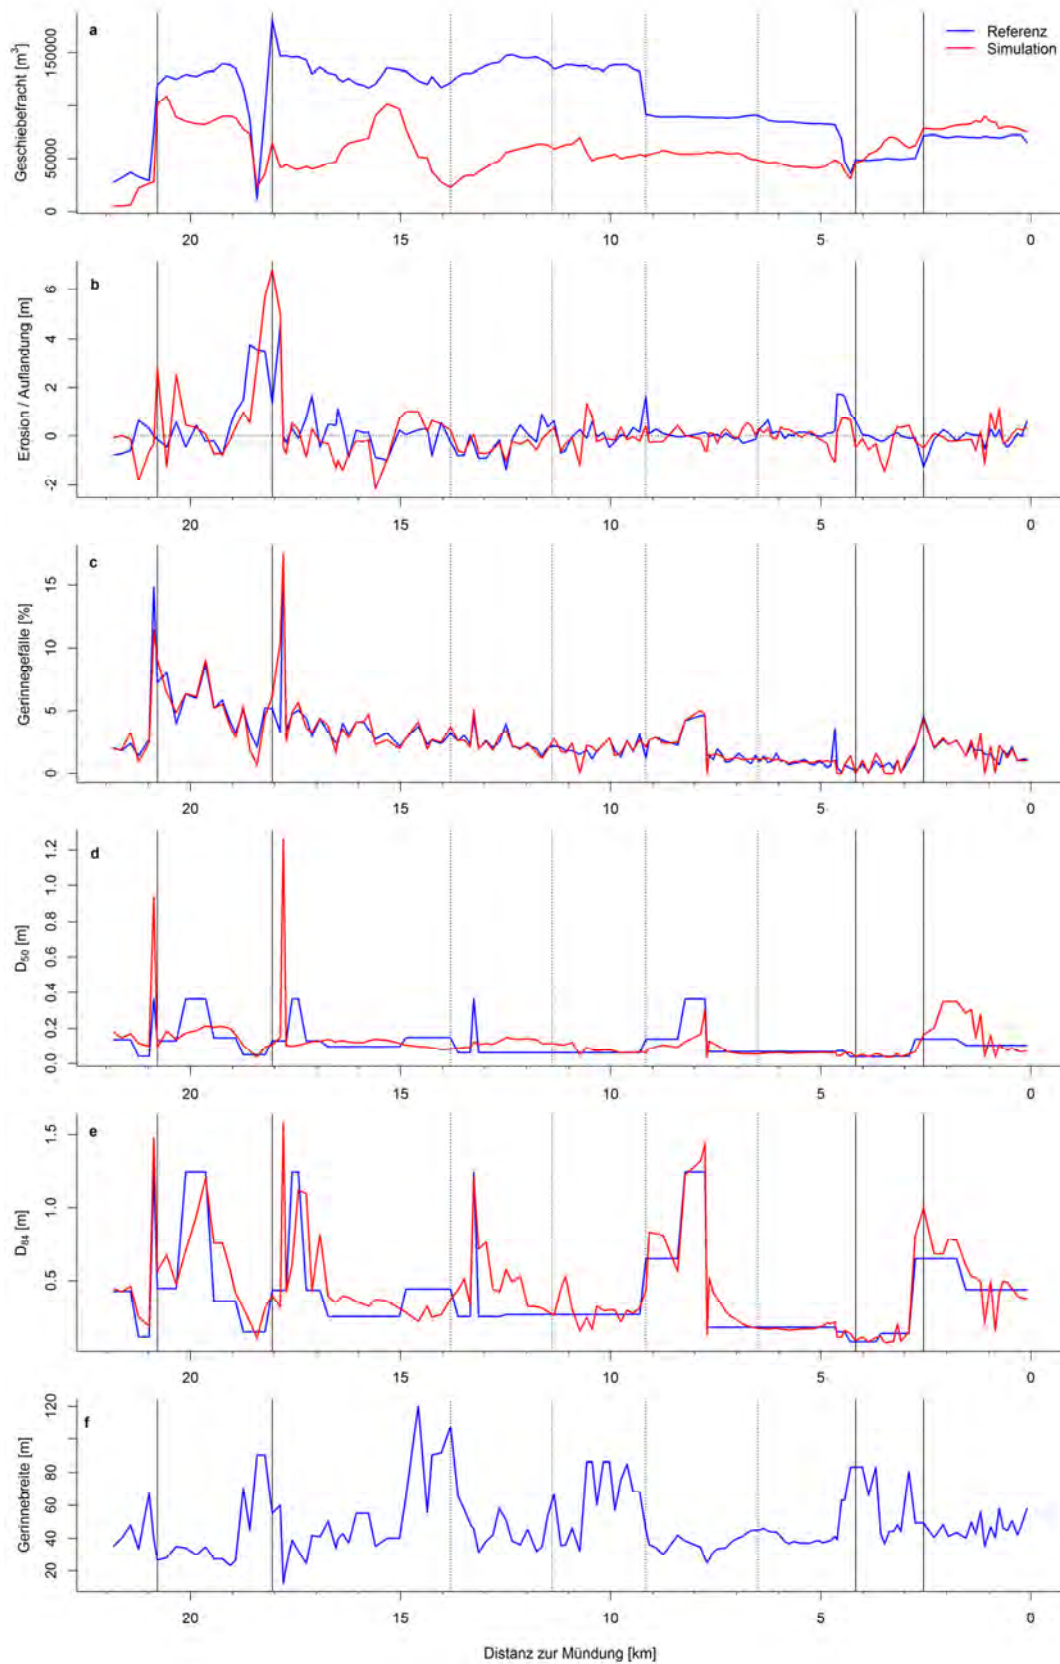 a
Referenz
Simulation
Geschiebefracht [m³]
150000
50000
0
20 15 10 5 0
b
Erosion / Auflandung [m]
6
4
2
0
-2
20 15 10 5 0
c
Gerinnegefälle [%]
15
10
5
0
20 15 10 5 0
d
D50 [m]
1.2
1.0
0.8
0.6
0.4
0.2
0.0
20 15 10 5 0
e
D84 [m]
1.5
1.0
0.5
20 15 10 5 0
f
Gerinnebreite [m]
120
80
60
40
20
20 15 10 5 0
Distanz zur Mündung [km]